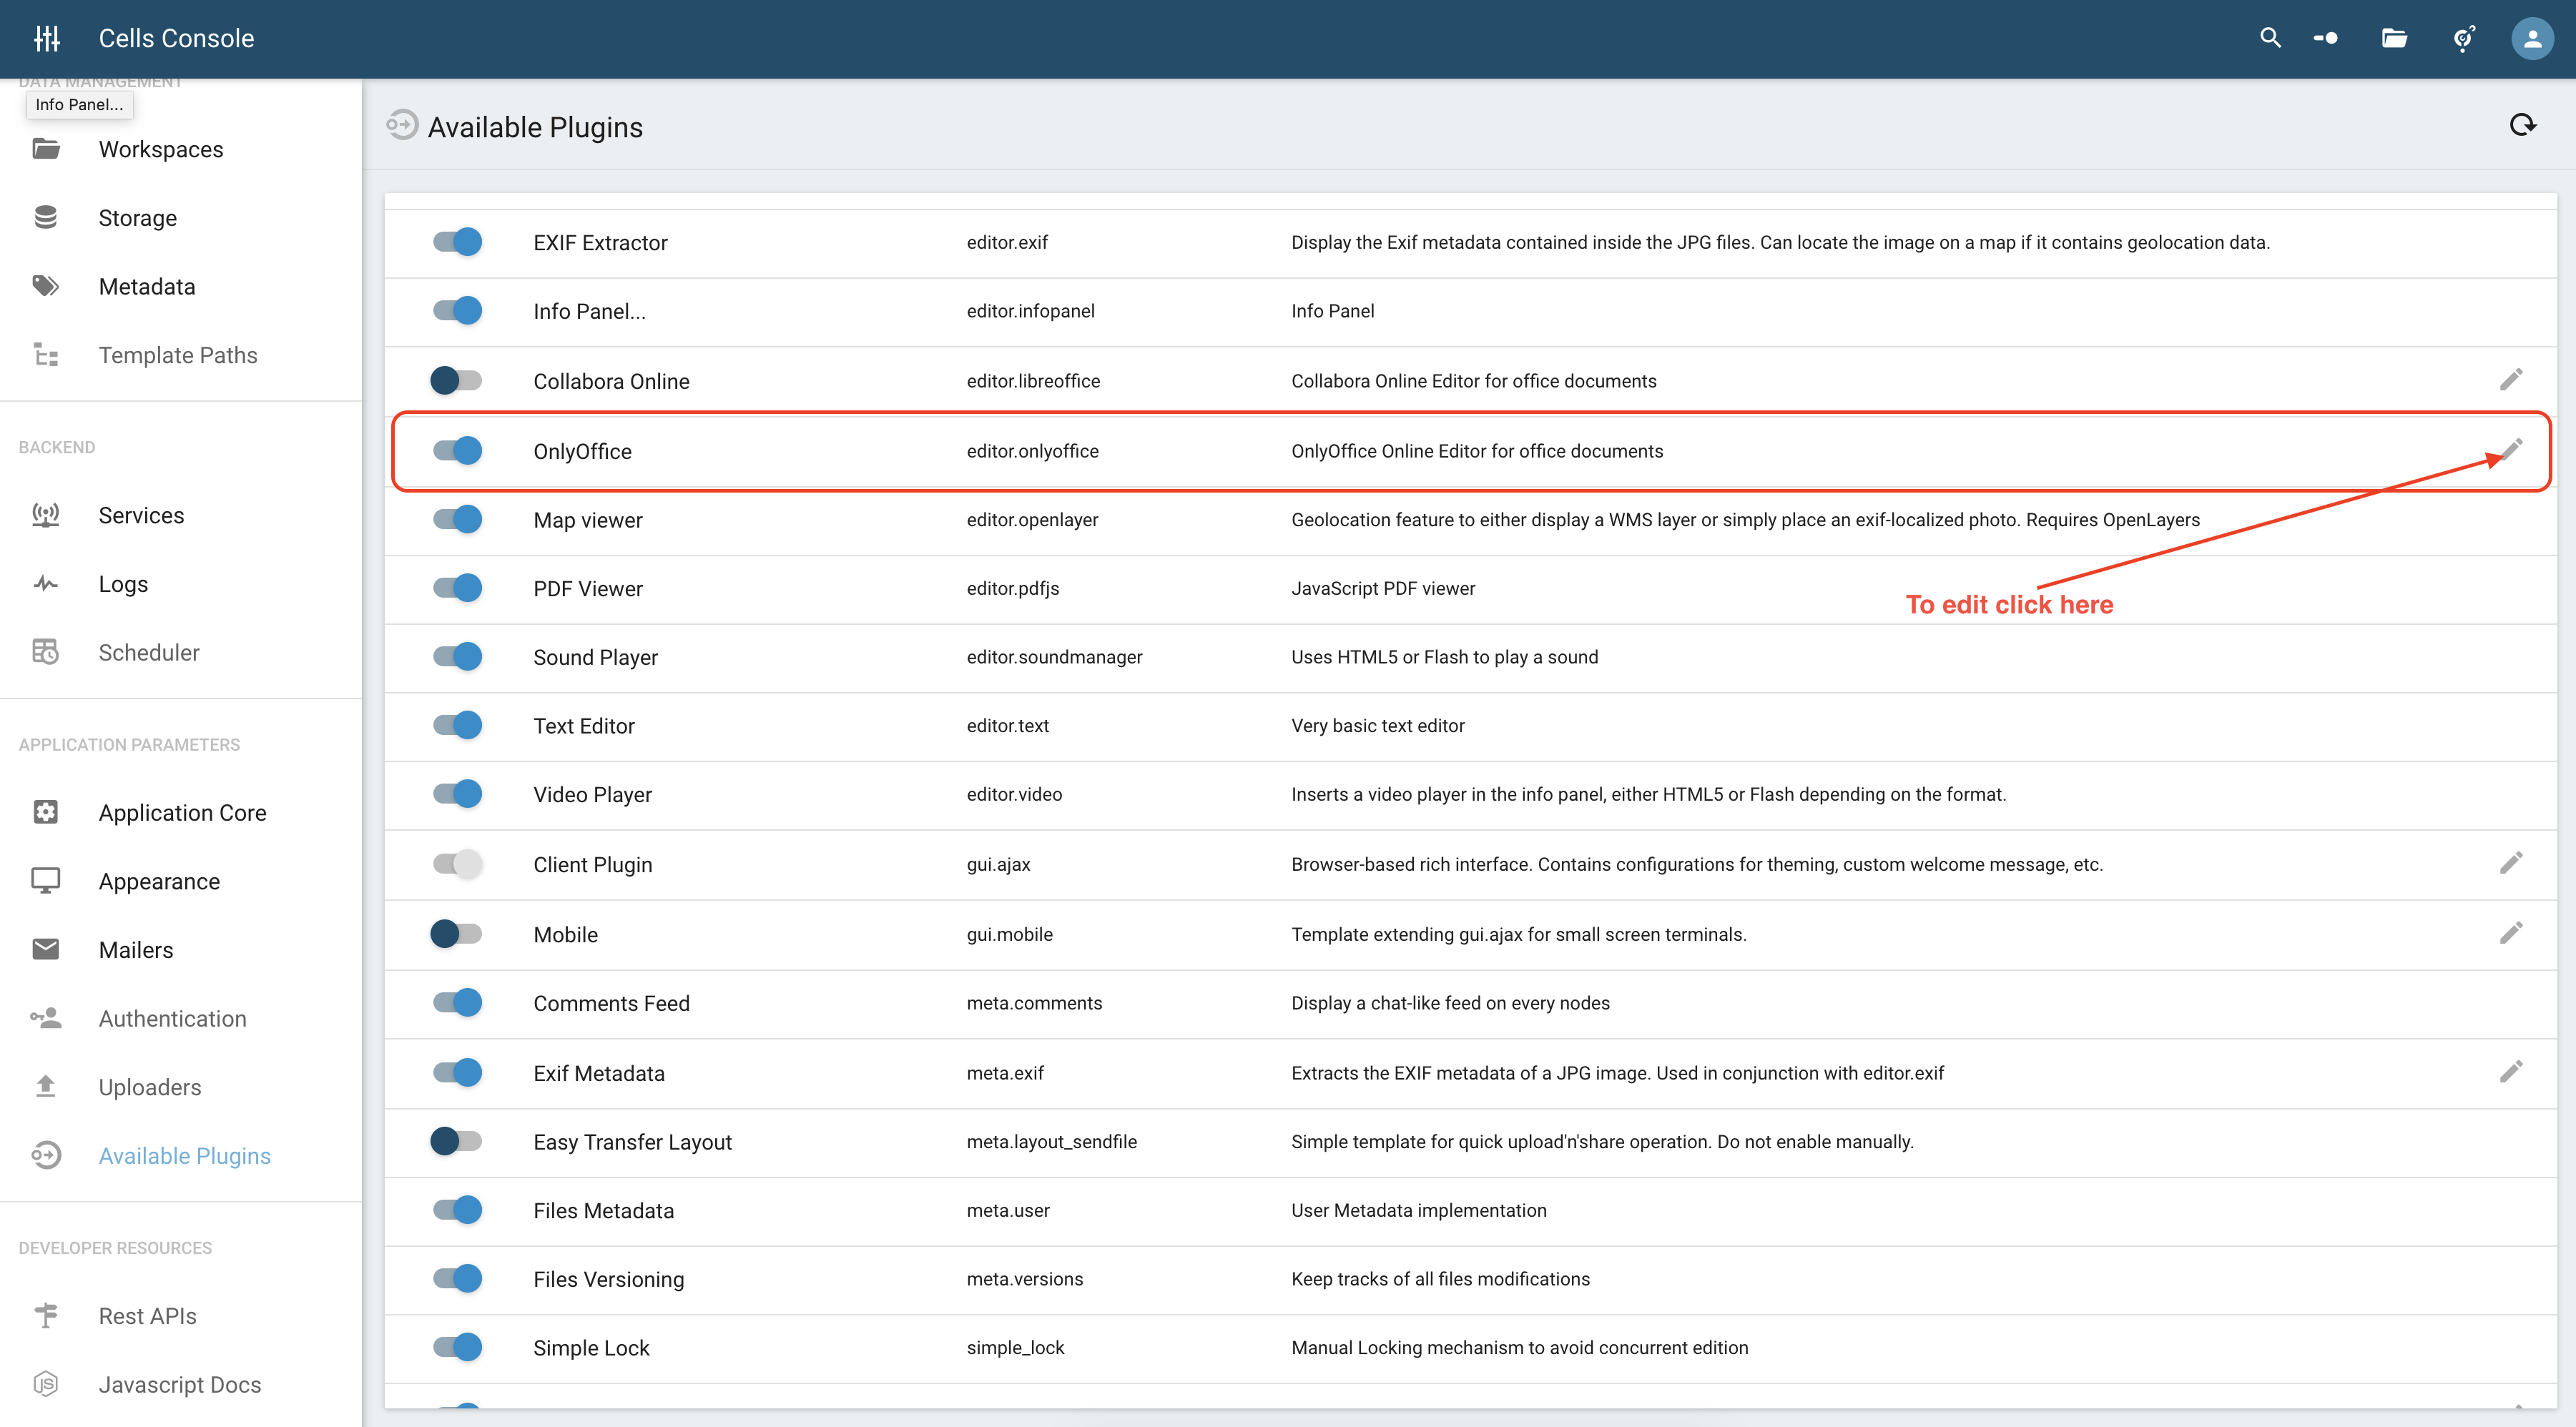 Cells Console
DATA MANAGEMENT
Info Panel...
Workspaces
Storage
Metadata
Template Paths
BACKEND
Services
Logs
Scheduler
APPLICATION PARAMETERS
Application Core
Appearance
Mailers
Authentication
Uploaders
Available Plugins
DEVELOPER RESOURCES
Rest APIs
Javascript Docs
Available Plugins
EXIF Extractor editor.exif Display the Exif metadata contained inside the JPG files. Can locate the image on a map if it contains geolocation data.
Info Panel... editor.infopanel Info Panel
Collabora Online editor.libreoffice Collabora Online Editor for office documents
OnlyOffice editor.onlyoffice OnlyOffice Online Editor for office documents
Map viewer editor.openlayer Geolocation feature to either display a WMS layer or simply place an exif-localized photo. Requires OpenLayers
PDF Viewer editor.pdfjs JavaScript PDF viewer
To edit click here
Sound Player editor.soundmanager Uses HTML5 or Flash to play a sound
Text Editor editor.text Very basic text editor
Video Player editor.video Inserts a video player in the info panel, either HTML5 or Flash depending on the format.
Client Plugin gui.ajax Browser-based rich interface. Contains configurations for theming, custom welcome message, etc.
Mobile gui.mobile Template extending gui.ajax for small screen terminals.
Comments Feed meta.comments Display a chat-like feed on every nodes
Exif Metadata meta.exif Extracts the EXIF metadata of a JPG image. Used in conjunction with editor.exif
Easy Transfer Layout meta.layout_sendfile Simple template for quick upload'n'share operation. Do not enable manually.
Files Metadata meta.user User Metadata implementation
Files Versioning meta.versions Keep tracks of all files modifications
Simple Lock simple_lock Manual Locking mechanism to avoid concurrent edition